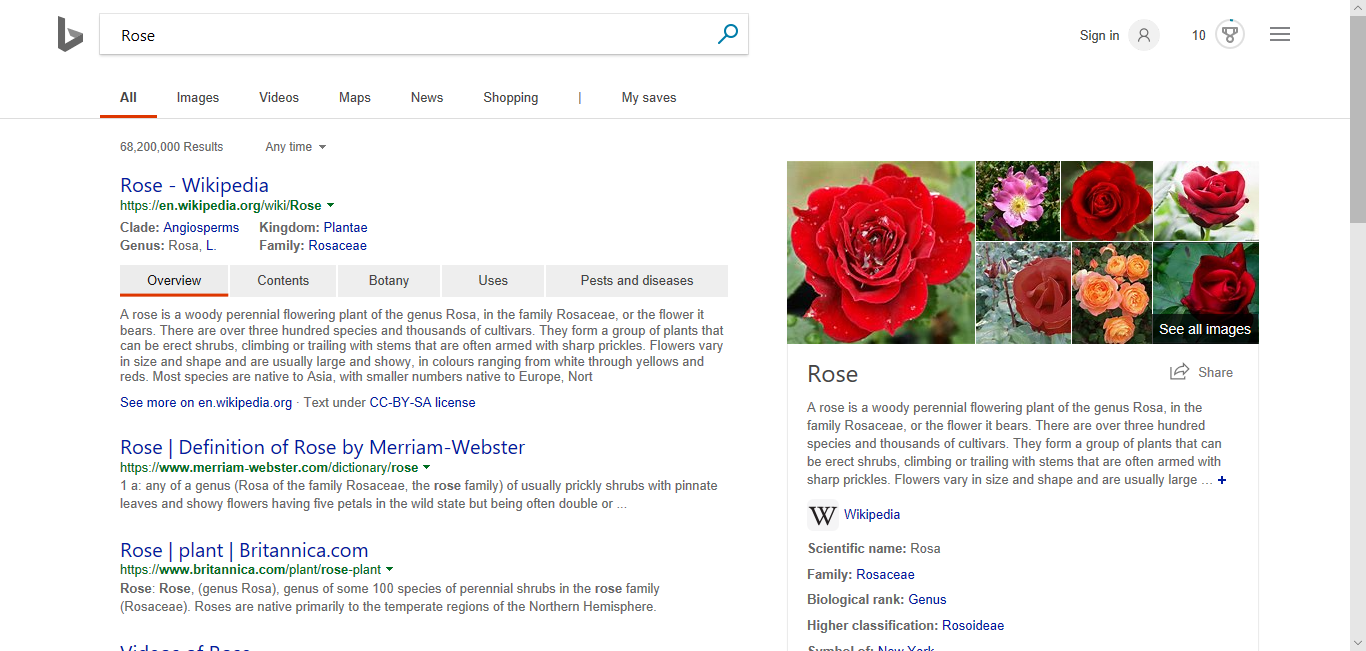 Rose
Sign in
10
All Images Videos Maps News Shopping | My saves
68,200,000 Results Any time
Rose - Wikipedia
https://en.wikipedia.org/wiki/Rose
Clade: Angiosperms Kingdom: Plantae
Genus: Rosa, L. Family: Rosaceae
Overview Contents Botany Uses Pests and diseases
A rose is a woody perennial flowering plant of the genus Rosa, in the family Rosaceae, or the flower it
bears. There are over three hundred species and thousands of cultivars. They form a group of plants that
can be erect shrubs, climbing or trailing with stems that are often armed with sharp prickles. Flowers vary
in size and shape and are usually large and showy, in colours ranging from white through yellows and
reds. Most species are native to Asia, with smaller numbers native to Europe, Nort
See more on en.wikipedia.org · Text under CC-BY-SA license
Rose | Definition of Rose by Merriam-Webster
https://www.merriam-webster.com/dictionary/rose
1 a: any of a genus (Rosa of the family Rosaceae, the rose family) of usually prickly shrubs with pinnate
leaves and showy flowers having five petals in the wild state but being often double or ...
Rose | plant | Britannica.com
https://www.britannica.com/plant/rose-plant
Rose: Rose, (genus Rosa), genus of some 100 species of perennial shrubs in the rose family
(Rosaceae). Roses are native primarily to the temperate regions of the Northern Hemisphere.
Videos of Rose
See all images
Rose
Share
A rose is a woody perennial flowering plant of the genus Rosa, in the
family Rosaceae, or the flower it bears. There are over three hundred
species and thousands of cultivars. They form a group of plants that can
be erect shrubs, climbing or trailing with stems that are often armed with
sharp prickles. Flowers vary in size and shape and are usually large ... +
W Wikipedia
Scientific name: Rosa
Family: Rosaceae
Biological rank: Genus
Higher classification: Rosoideae
Symbol of: New York